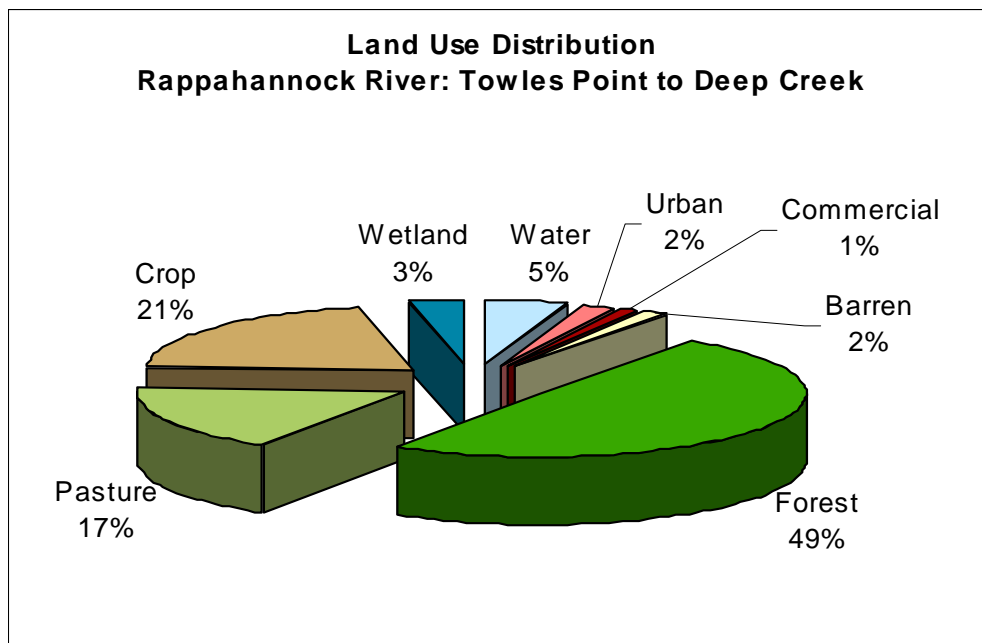 Land Use Distribution
Rappahannock River: Towles Point to Deep Creek
Urban
2%
Commercial
1%
Wetland
3%
Water
5%
Crop
21%
Barren
2%
Pasture
17%
Forest
49%